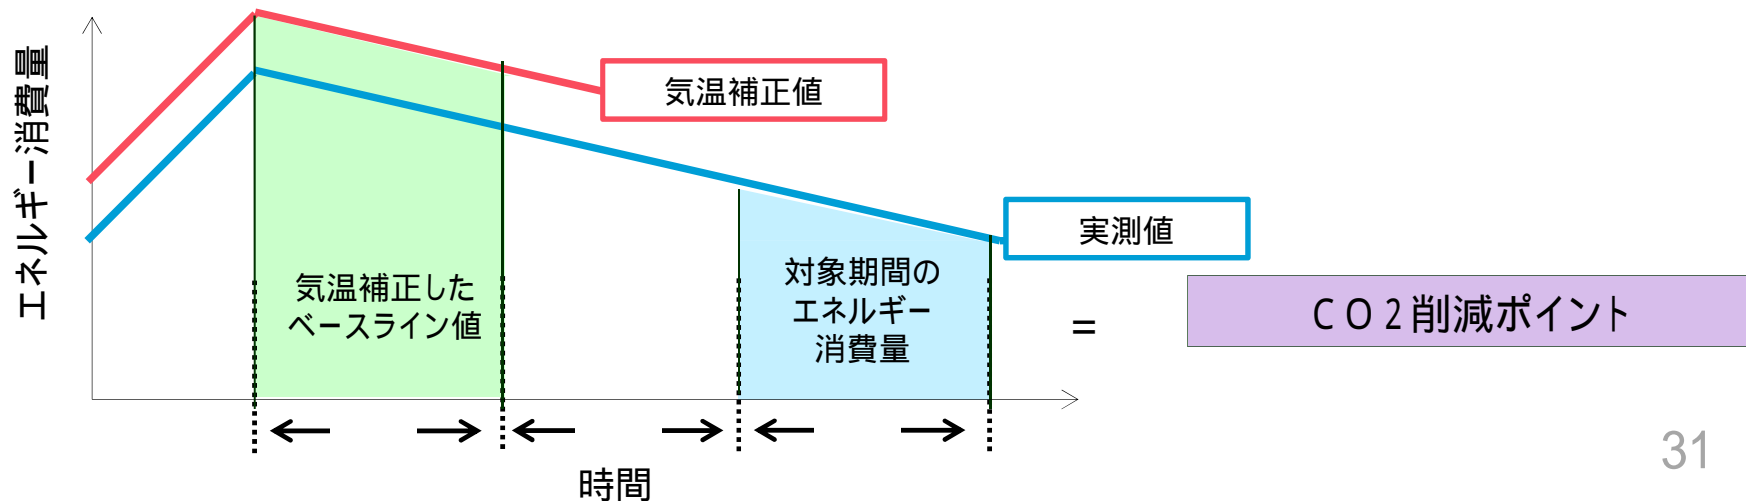 エネルギー消費量
気温補正値
実測値
気温補正した
ベースライン値
対象期間の
エネルギー
消費量
=
CO2削減ポイント
時間
31